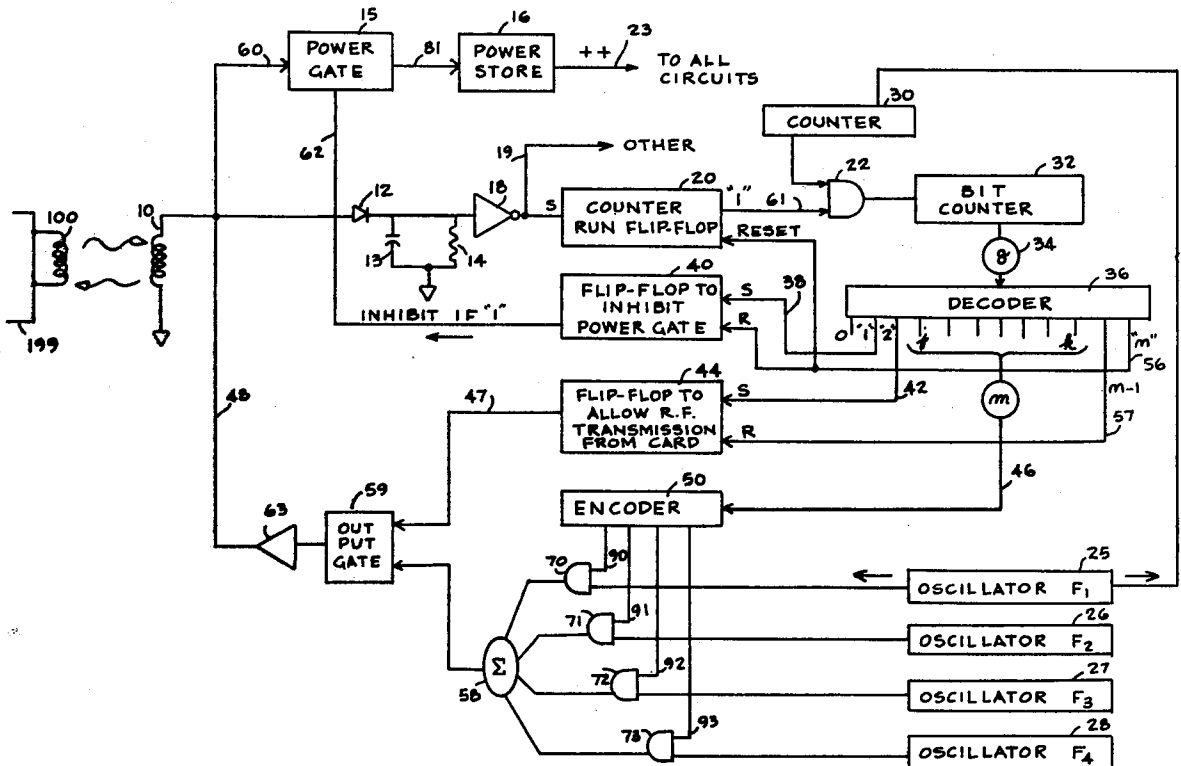 15
POWER
GATE
60
81
16
POWER
STORE
++
23
TO ALL
CIRCUITS
30
COUNTER
62
19
OTHER
12
18
13
14
S
20
COUNTER
RUN FLIP-FLOP
"1"
61
RESET
22
32
BIT
COUNTER
34
100
10
199
40
FLIP-FLOP TO
INHIBIT
POWER GATE
S
R
38
INHIBIT IF "1"
36
DECODER
0 "1" "2" j k "m"
56
m-1
57
m
48
47
44
FLIP-FLOP TO
ALLOW R.F.
TRANSMISSION
FROM CARD
S
R
42
46
50
ENCODER
63
59
OUT
PUT
GATE
70
90
71
91
72
92
73
93
Σ
58
25
OSCILLATOR F1
26
OSCILLATOR F2
27
OSCILLATOR F3
28
OSCILLATOR F4